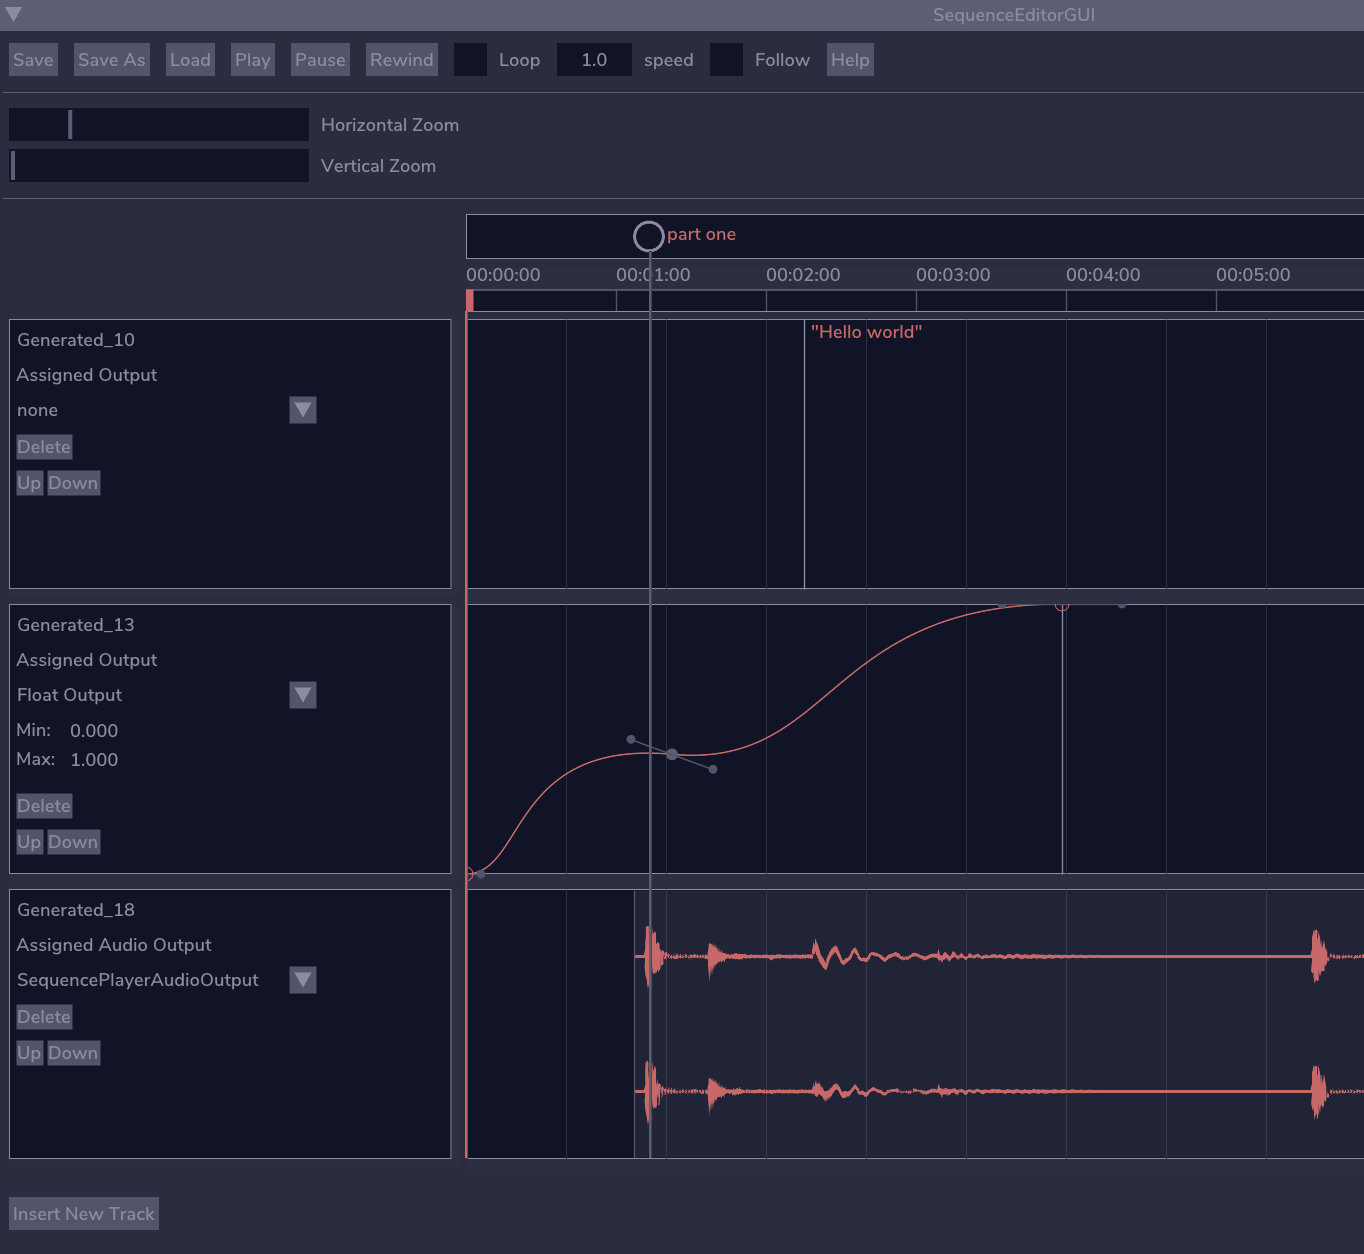 SequenceEditorGUI
Save Save As Load Play Pause Rewind Loop 1.0 speed Follow Help
Horizontal Zoom
Vertical Zoom
part one
00:00:00 00:01:00 00:02:00 00:03:00 00:04:00 00:05:00
"Hello world"
Generated_10
Assigned Output
none
Delete
Up Down
Generated_13
Assigned Output
Float Output
Min: 0.000
Max: 1.000
Delete
Up Down
Generated_18
Assigned Audio Output
SequencePlayerAudioOutput
Delete
Up Down
Insert New Track